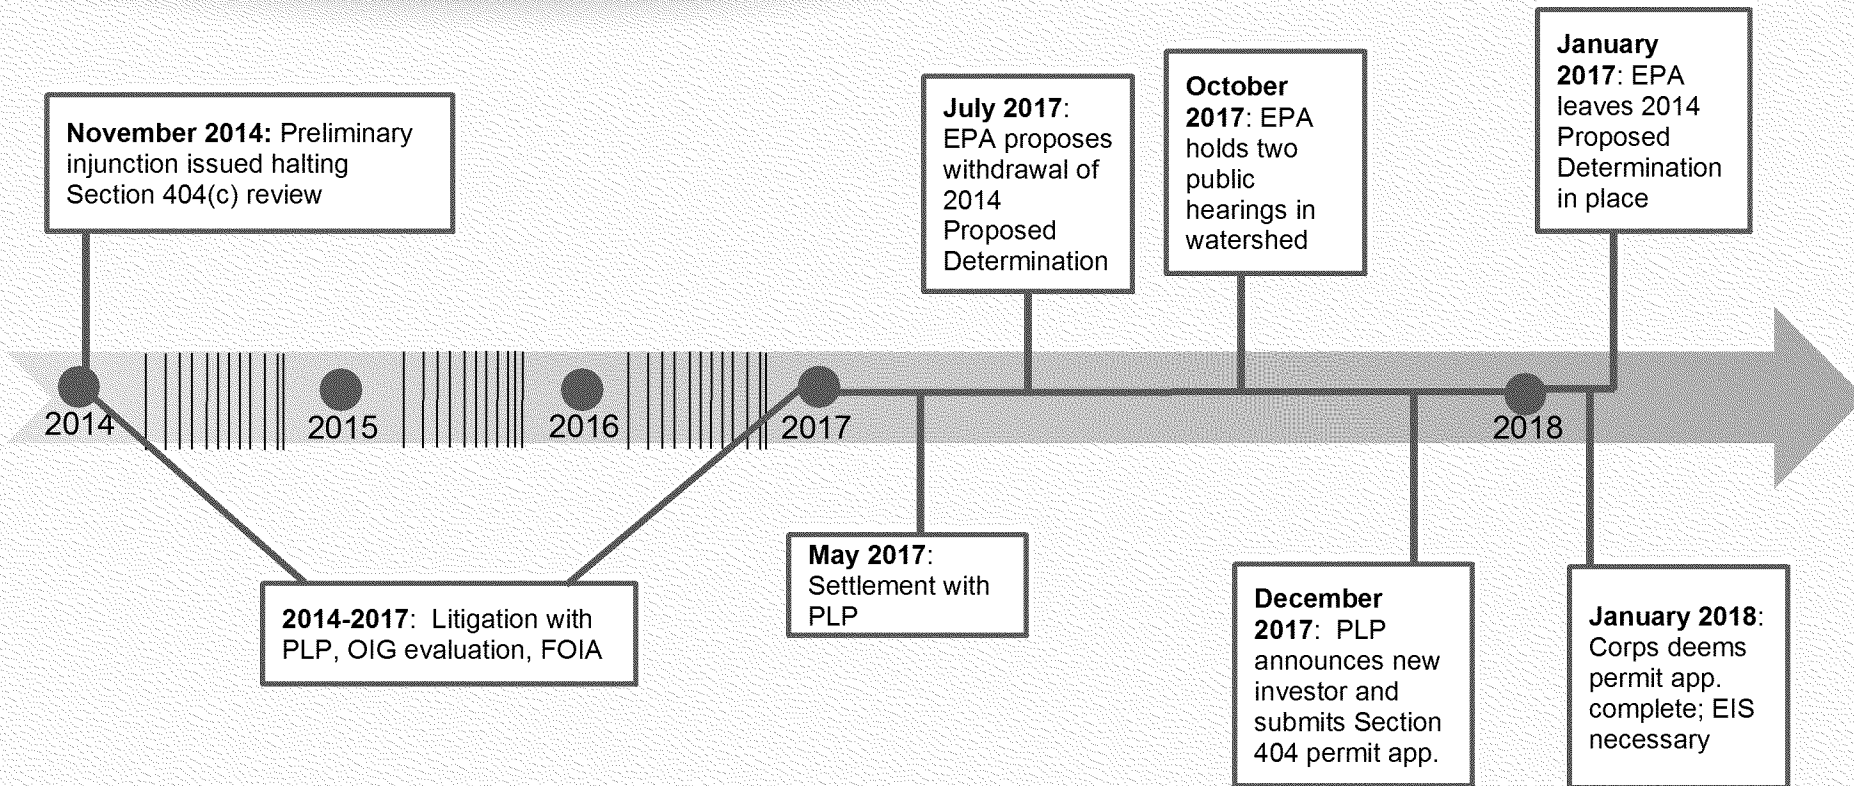 November 2014: Preliminary
injunction issued halting
Section 404(c) review
July 2017:
EPA proposes
withdrawal of
2014
Proposed
Determination
October
2017: EPA
holds two
public
hearings in
watershed
January
2017: EPA
leaves 2014
Proposed
Determination
in place
2014
2015
2016
2017
2018
2014-2017: Litigation with
PLP, OIG evaluation, FOIA
May 2017:
Settlement with
PLP
December
2017: PLP
announces new
investor and
submits Section
404 permit app.
January 2018:
Corps deems
permit app.
complete; EIS
necessary